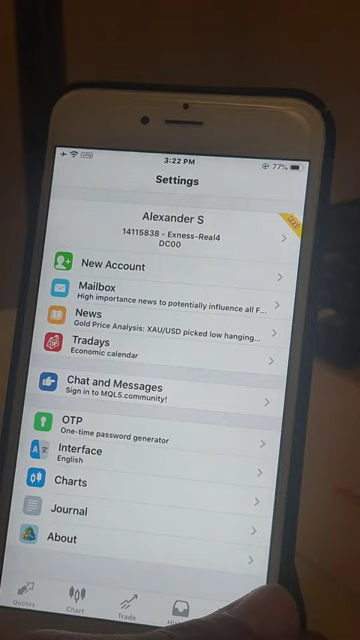 VPN
3:22 PM
77%
Settings
Alexander S
14115838 - Exness-Real4
DC00
New Account
Mailbox
High importance news to potentially influence all F...
News
Gold Price Analysis: XAU/USD picked low hanging...
Tradays
Economic calendar
Chat and Messages
Sign in to MQL5.community!
OTP
One-time password generator
Interface
English
Charts
Journal
About
Quotes
Chart
Trade